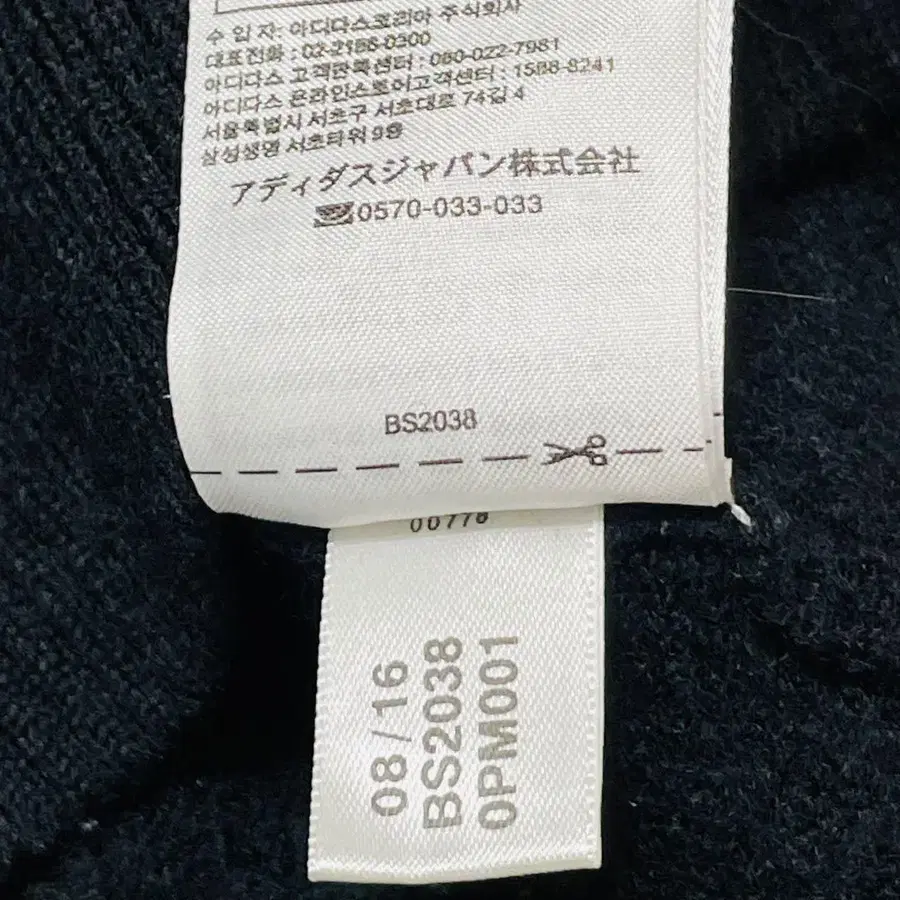 수 입 자: 아디다스코리아 주식회사
대표전화 : 02-2186-0300
아디다스 고객만족센터 : 080-022-7981
아디다스 온라인스토어고객센터 : 1588-8241
서울특별시 서초구 서초대로 74길 4
삼성생명 서초타워 9층
アディダスジャパン株式会社
0570-033-033
BS2038
00778
08/16
BS2038
0PM001